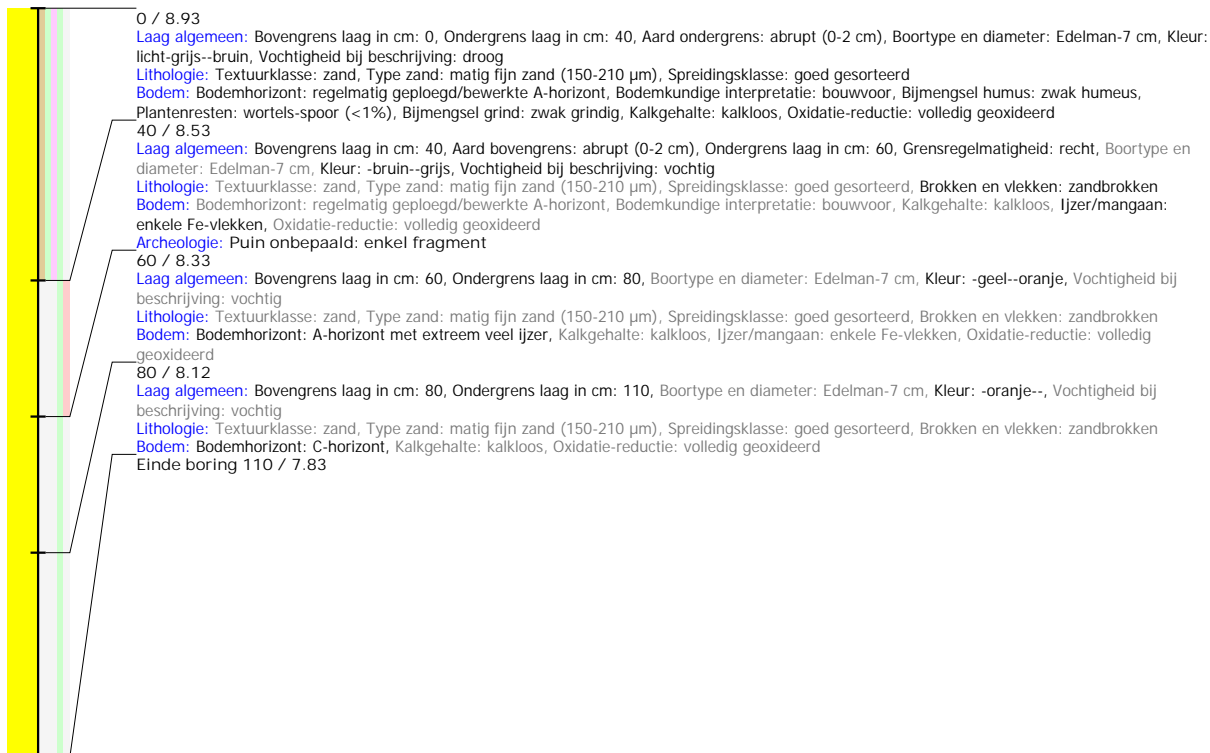 0 / 8.93
Laag algemeen: Bovengrens laag in cm: 0, Ondergrens laag in cm: 40, Aard ondergrens: abrupt (0-2 cm), Boortype en diameter: Edelman-7 cm, Kleur:
licht-grijs--bruin, Vochtigheid bij beschrijving: droog
Lithologie: Textuurklasse: zand, Type zand: matig fijn zand (150-210 µm), Spreidingsklasse: goed gesorteerd
Bodem: Bodemhorizont: regelmatig geploegd/bewerkte A-horizont, Bodemkundige interpretatie: bouwvoor, Bijmengsel humus: zwak humeus,
Plantenresten: wortels-spoor (<1%), Bijmengsel grind: zwak grindig, Kalkgehalte: kalkloos, Oxidatie-reductie: volledig geoxideerd
40 / 8.53
Laag algemeen: Bovengrens laag in cm: 40, Aard bovengrens: abrupt (0-2 cm), Ondergrens laag in cm: 60, Grensregelmatigheid: recht, Boortype en
diameter: Edelman-7 cm, Kleur: -bruin--grijs, Vochtigheid bij beschrijving: vochtig
Lithologie: Textuurklasse: zand, Type zand: matig fijn zand (150-210 µm), Spreidingsklasse: goed gesorteerd, Brokken en vlekken: zandbrokken
Bodem: Bodemhorizont: regelmatig geploegd/bewerkte A-horizont, Bodemkundige interpretatie: bouwvoor, Kalkgehalte: kalkloos, Ijzer/mangaan:
enkele Fe-vlekken, Oxidatie-reductie: volledig geoxideerd
Archeologie: Puin onbepaald: enkel fragment
60 / 8.33
Laag algemeen: Bovengrens laag in cm: 60, Ondergrens laag in cm: 80, Boortype en diameter: Edelman-7 cm, Kleur: -geel--oranje, Vochtigheid bij
beschrijving: vochtig
Lithologie: Textuurklasse: zand, Type zand: matig fijn zand (150-210 µm), Spreidingsklasse: goed gesorteerd, Brokken en vlekken: zandbrokken
Bodem: Bodemhorizont: A-horizont met extreem veel ijzer, Kalkgehalte: kalkloos, Ijzer/mangaan: enkele Fe-vlekken, Oxidatie-reductie: volledig
geoxideerd
80 / 8.12
Laag algemeen: Bovengrens laag in cm: 80, Ondergrens laag in cm: 110, Boortype en diameter: Edelman-7 cm, Kleur: -oranje--, Vochtigheid bij
beschrijving: vochtig
Lithologie: Textuurklasse: zand, Type zand: matig fijn zand (150-210 µm), Spreidingsklasse: goed gesorteerd, Brokken en vlekken: zandbrokken
Bodem: Bodemhorizont: C-horizont, Kalkgehalte: kalkloos, Oxidatie-reductie: volledig geoxideerd
Einde boring 110 / 7.83